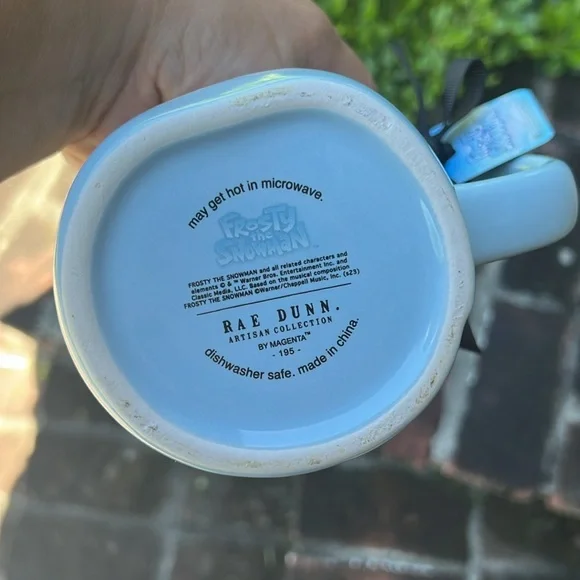 may get hot in microwave.
FROSTY
THE
SNOWMAN™
FROSTY THE SNOWMAN and all related characters and
elements © & ™ Warner Bros. Entertainment Inc. and
Classic Media, LLC. Based on the musical composition
FROSTY THE SNOWMAN ©Warner/Chappell Music, Inc. (s23)
RAE DUNN.
ARTISAN COLLECTION
BY MAGENTA™
- 195 -
dishwasher safe. made in china.